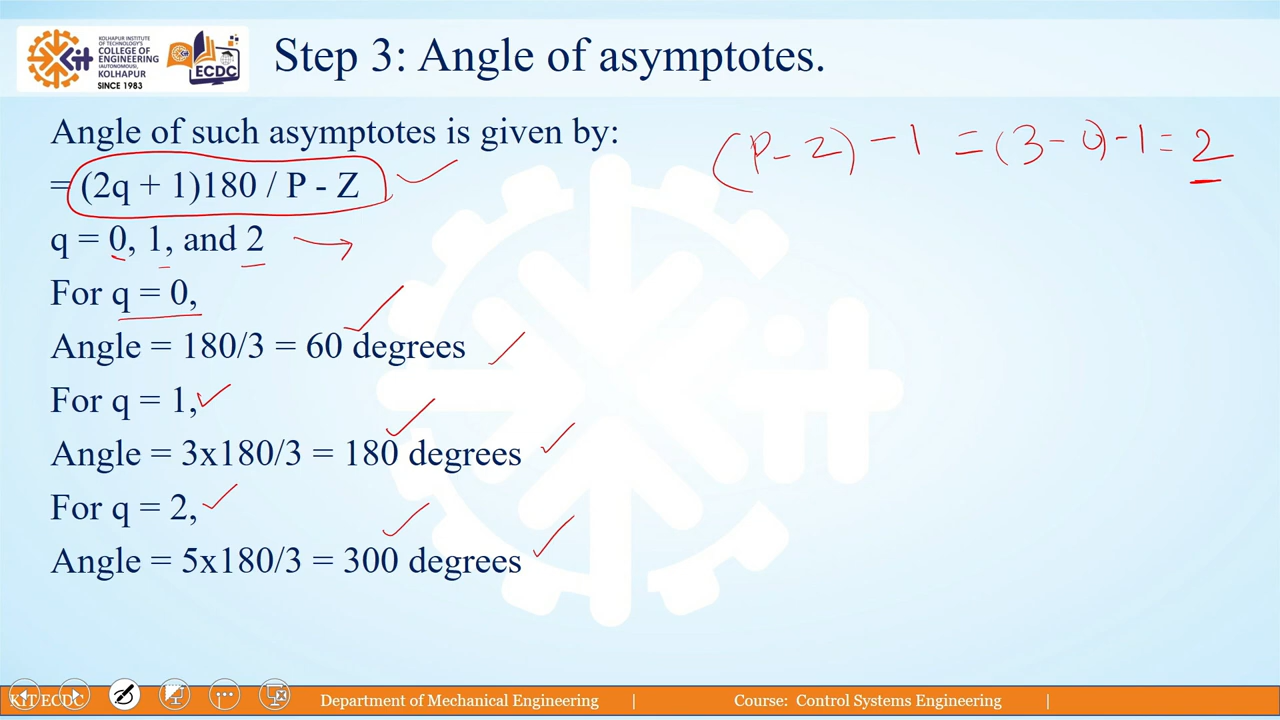 KOLHAPUR INSTITUTE
OF TECHNOLOGY'S
COLLEGE OF
ENGINEERING
(AUTONOMOUS),
KOLHAPUR
SINCE 1983
ECDC
Step 3: Angle of asymptotes.
Angle of such asymptotes is given by:
= (2q + 1)180 / P - Z
(P - Z) - 1 = (3 - 0) - 1 = 2
q = 0, 1, and 2
For q = 0,
Angle = 180/3 = 60 degrees
For q = 1,
Angle = 3x180/3 = 180 degrees
For q = 2,
Angle = 5x180/3 = 300 degrees
KIT ECDC
Department of Mechanical Engineering |
Course: Control Systems Engineering |